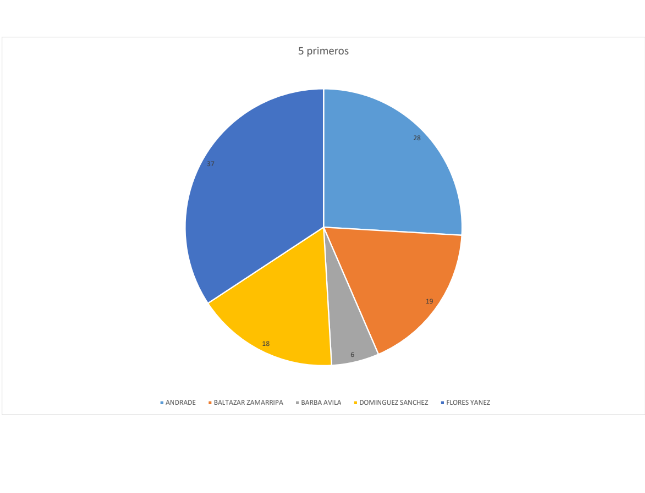 5 primeros
28
37
19
18
6
ANDRADE BALTAZAR ZAMARRIPA BARBA AVILA DOMINGUEZ SANCHEZ FLORES YANEZ